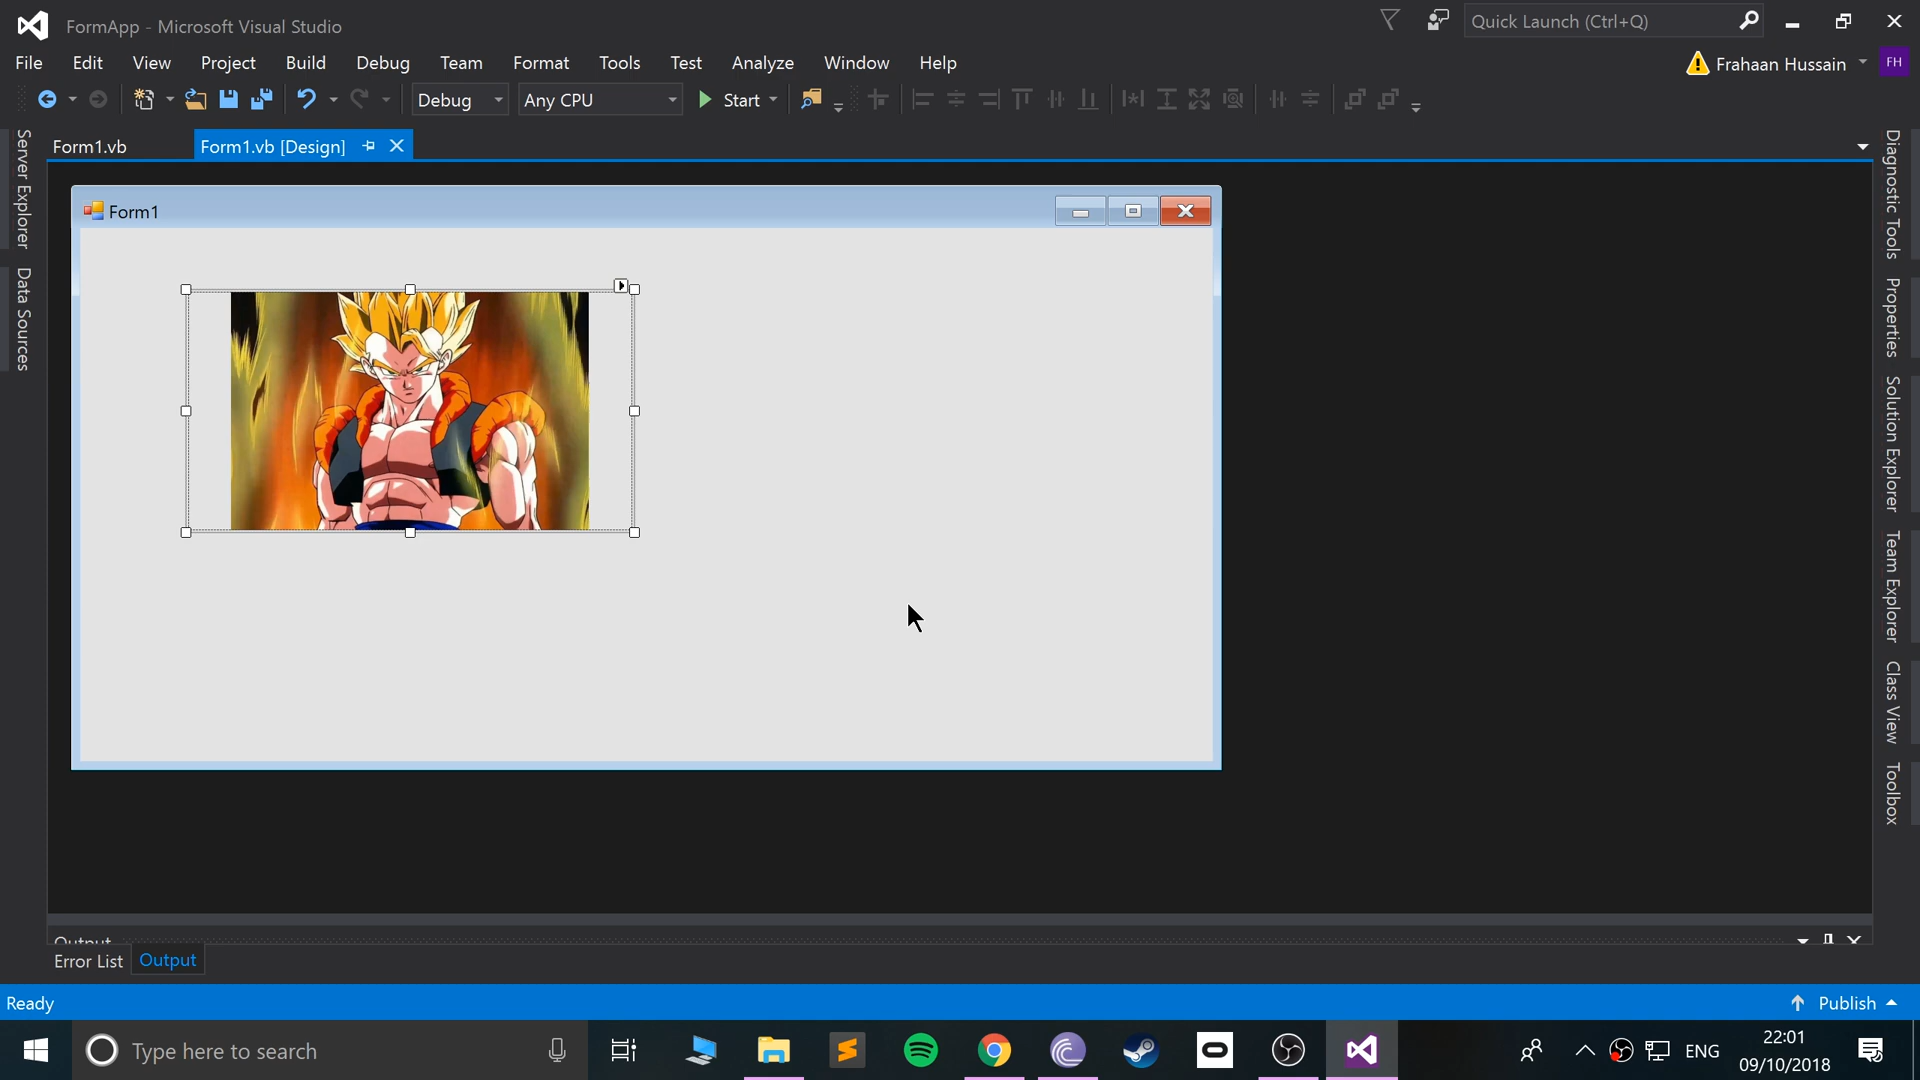 FormApp - Microsoft Visual Studio
Quick Launch (Ctrl+Q)
File Edit View Project Build Debug Team Format Tools Test Analyze Window Help
Frahaan Hussain
FH
Debug
Any CPU
Start
Form1.vb
Form1.vb [Design]
Server Explorer
Data Sources
Form1
Diagnostic Tools
Properties
Solution Explorer
Team Explorer
Class View
Toolbox
Output
Error List
Output
Ready
Publish
Type here to search
ENG
22:01
09/10/2018